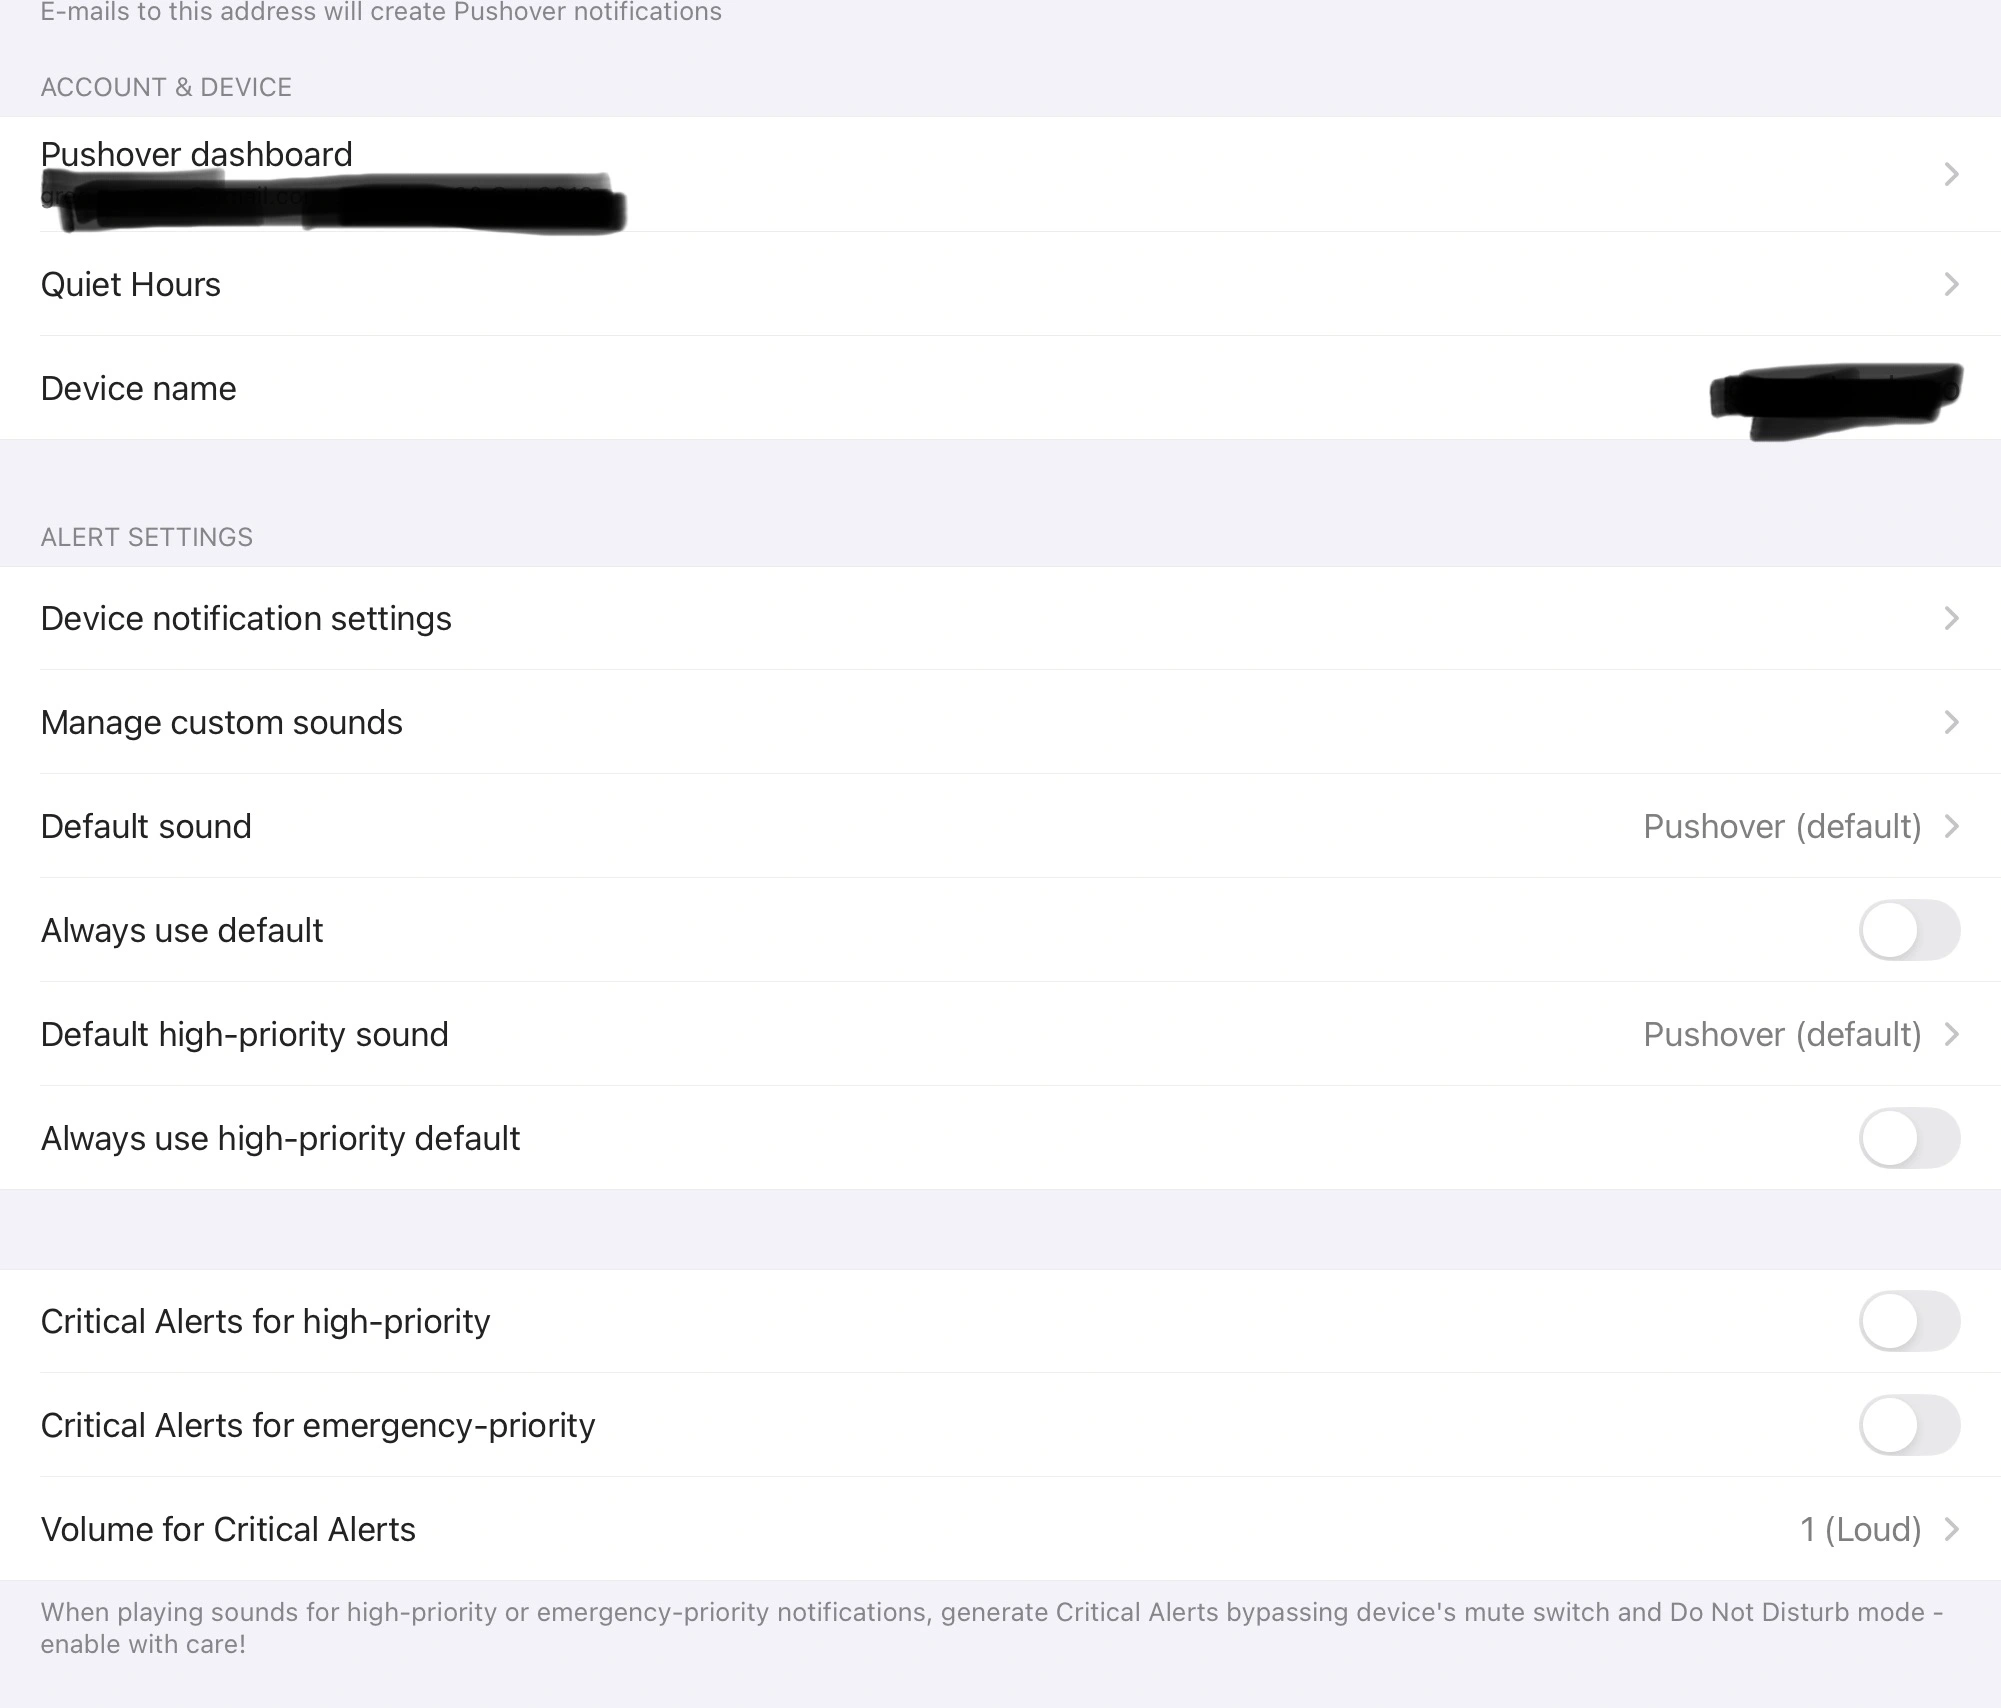 E-mails to this address will create Pushover notifications
ACCOUNT & DEVICE
Pushover dashboard
Quiet Hours
Device name
ALERT SETTINGS
Device notification settings
Manage custom sounds
Default sound Pushover (default)
Always use default
Default high-priority sound Pushover (default)
Always use high-priority default
Critical Alerts for high-priority
Critical Alerts for emergency-priority
Volume for Critical Alerts 1 (Loud)
When playing sounds for high-priority or emergency-priority notifications, generate Critical Alerts bypassing device's mute switch and Do Not Disturb mode -
enable with care!